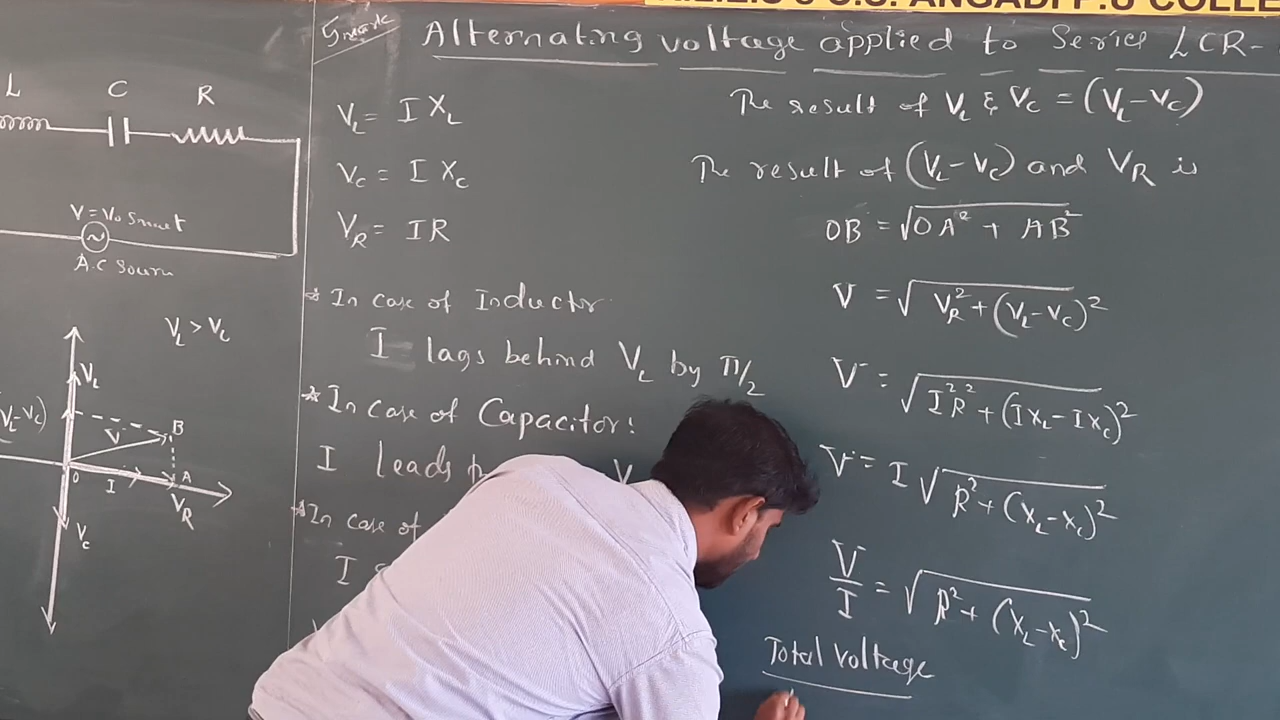 ANGADI P.U COLLE
5 mark
Alternating voltage applied to Series LCR-
L
C
R
V = V₀ Sinωt
A.C Sourn
V_L > V_C
V_L
V_L-V_C)
V
B
O
I
A
V_R
V_C
V_L = I X_L
V_C = I X_C
V_R = IR
* In case of Inductor
I lags behind V_L by π/2
* In case of Capacitor:
I Leads
* In case of
I
The result of V_L & V_C = (V_L - V_C)
The result of (V_L - V_C) and V_R is
OB = √OA² + AB²
V = √V_R² + (V_L - V_C)²
V = √I²R² + (IX_L - IX_C)²
V = I √R² + (X_L - X_C)²
V/I = √R² + (X_L - X_C)²
Total Voltage